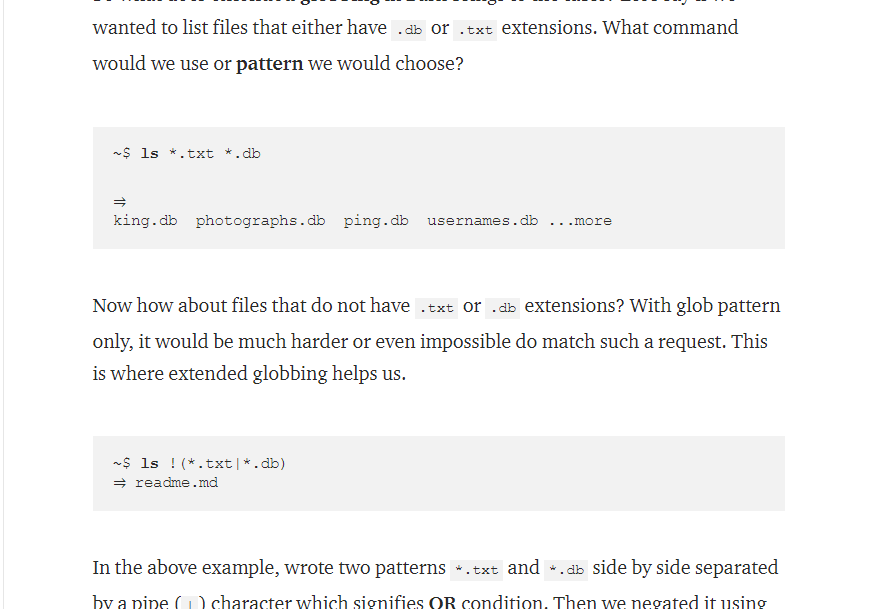 wanted to list files that either have .db or .txt extensions. What command
would we use or pattern we would choose?
~$ ls *.txt *.db
⇒
king.db  photographs.db  ping.db  usernames.db ...more
Now how about files that do not have .txt or .db extensions? With glob pattern
only, it would be much harder or even impossible do match such a request. This
is where extended globbing helps us.
~$ ls !(*.txt|*.db)
⇒ readme.md
In the above example, wrote two patterns *.txt and *.db side by side separated
by a pipe (|) character which signifies OR condition. Then we negated it using